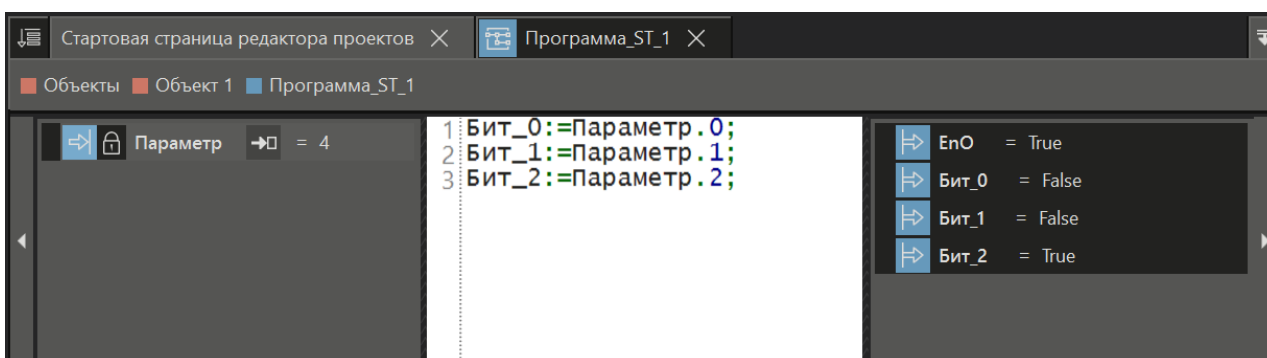 Стартовая страница редактора проектов
Программа_ST_1
Объекты Объект 1 Программа_ST_1
Параметр = 4
1 Бит_0:=Параметр.0;
2 Бит_1:=Параметр.1;
3 Бит_2:=Параметр.2;
EnO = True
Бит_0 = False
Бит_1 = False
Бит_2 = True